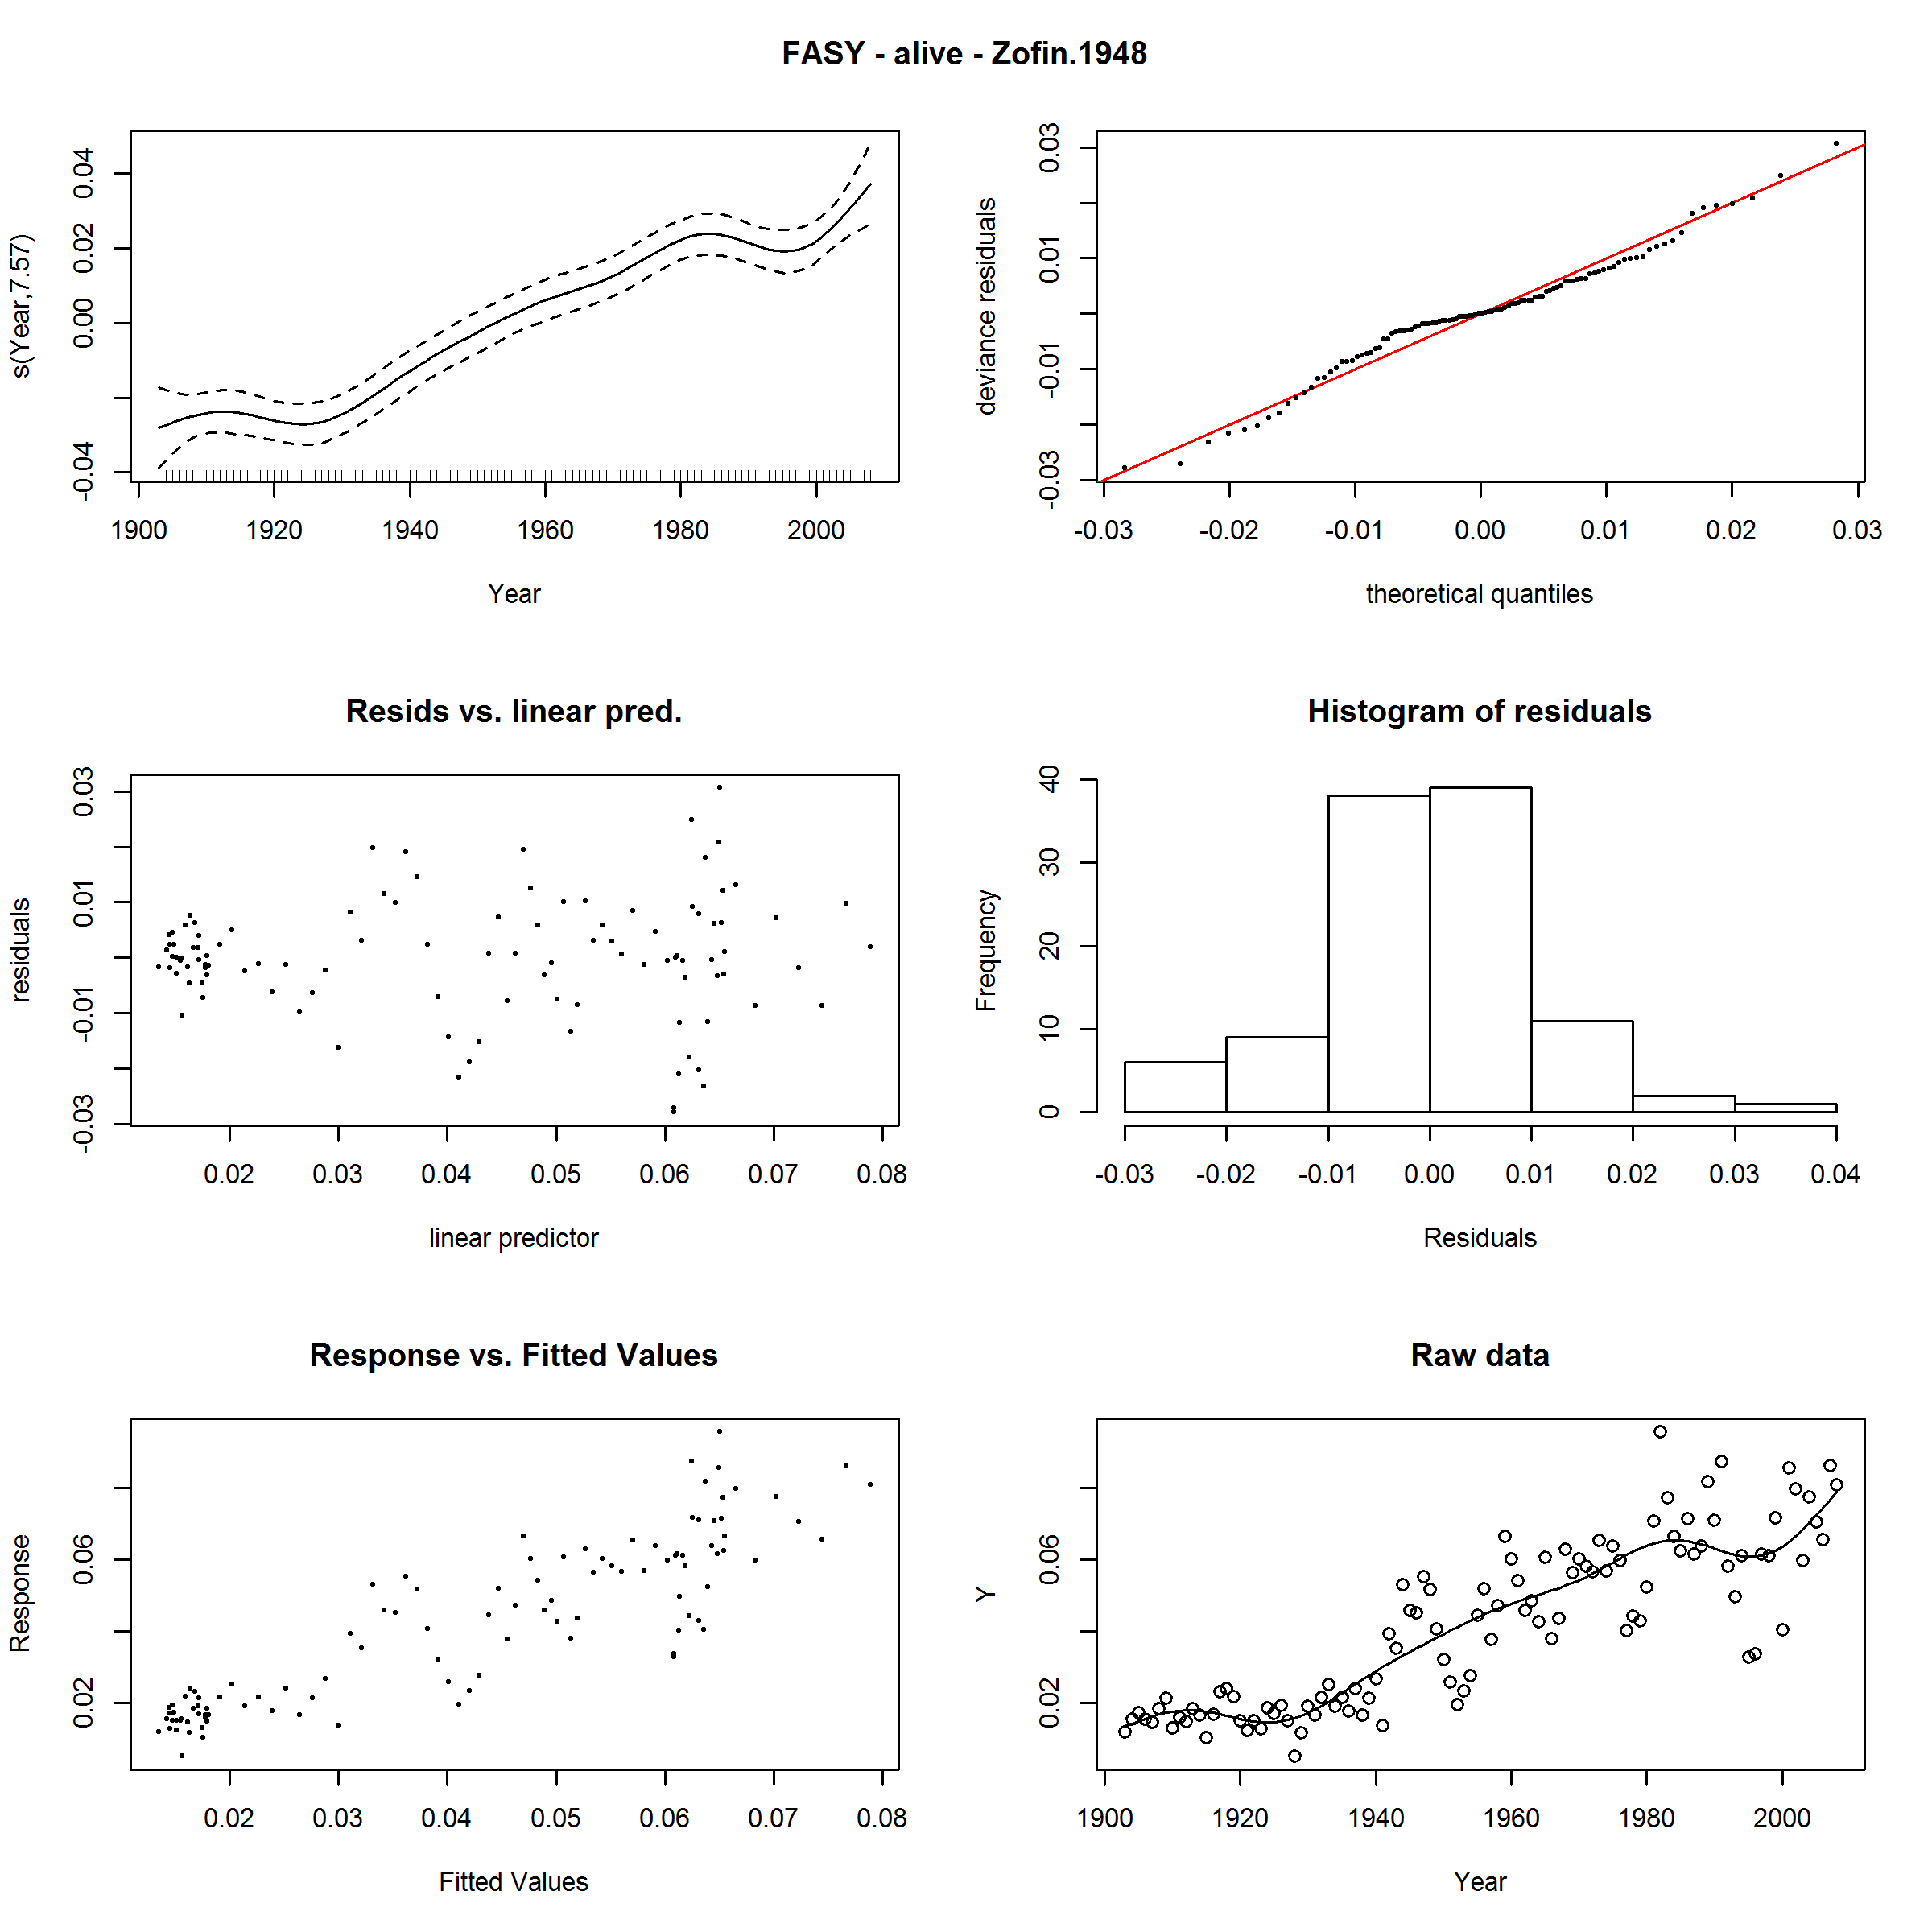 FASY - alive - Zofin.1948
s(Year,7.57)
-0.04 0.00 0.02 0.04
1900 1920 1940 1960 1980 2000
Year
deviance residuals
-0.03 -0.01 0.01 0.03
-0.03 -0.02 -0.01 0.00 0.01 0.02 0.03
theoretical quantiles
Resids vs. linear pred.
residuals
-0.03 -0.01 0.01 0.03
0.02 0.03 0.04 0.05 0.06 0.07 0.08
linear predictor
Histogram of residuals
Frequency
0 10 20 30 40
-0.03 -0.02 -0.01 0.00 0.01 0.02 0.03 0.04
Residuals
Response vs. Fitted Values
Response
0.02 0.06
0.02 0.03 0.04 0.05 0.06 0.07 0.08
Fitted Values
Raw data
Y
0.02 0.06
1900 1920 1940 1960 1980 2000
Year